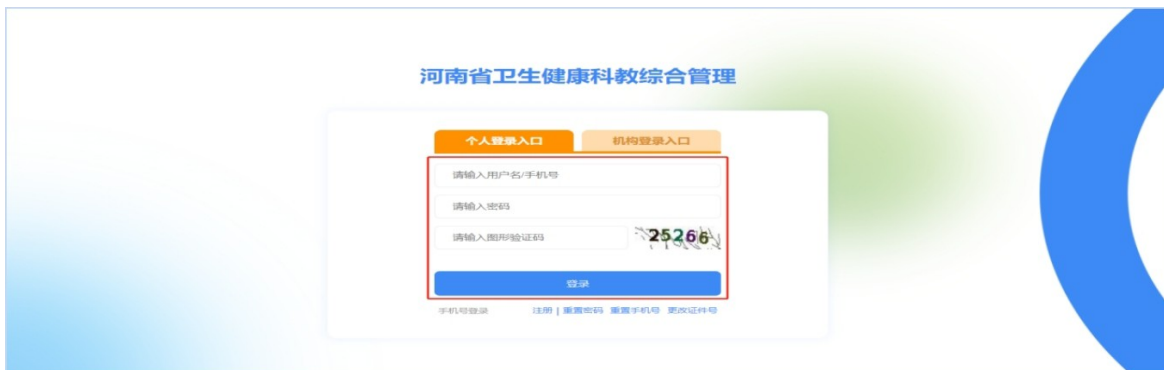 河南省卫生健康科教综合管理
个人登录入口 机构登录入口
请输入用户名/手机号
请输入密码
请输入图形验证码 25266
登录
手机号登录 注册 | 重置密码 重置手机号 更改证件号